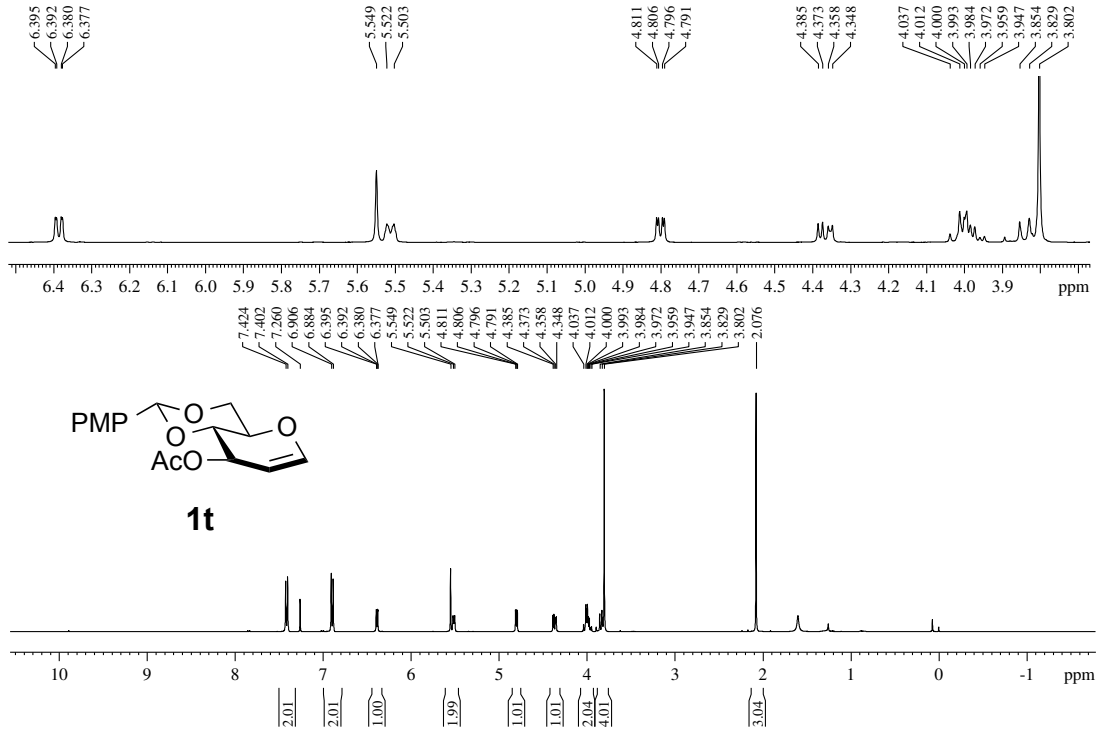 6.395 6.392 6.380 6.377 5.549 5.522 5.503 4.811 4.806 4.796 4.791 4.385 4.373 4.358 4.348 4.037 4.012 4.000 3.993 3.984 3.972 3.959 3.947 3.854 3.829 3.802
6.4 6.3 6.2 6.1 6.0 5.9 5.8 5.7 5.6 5.5 5.4 5.3 5.2 5.1 5.0 4.9 4.8 4.7 4.6 4.5 4.4 4.3 4.2 4.1 4.0 3.9 ppm
7.424 7.402 7.260 6.906 6.884 6.395 6.392 6.380 6.377 5.549 5.522 5.503 4.811 4.806 4.796 4.791 4.385 4.373 4.358 4.348 4.037 4.012 4.000 3.993 3.984 3.972 3.959 3.947 3.854 3.829 3.802 2.076
O
PMP
O
O
AcO
1t
10 9 8 7 6 5 4 3 2 1 0 -1 ppm
2.01 2.01 1.00 1.99 1.01 1.01 2.04 4.01 3.04